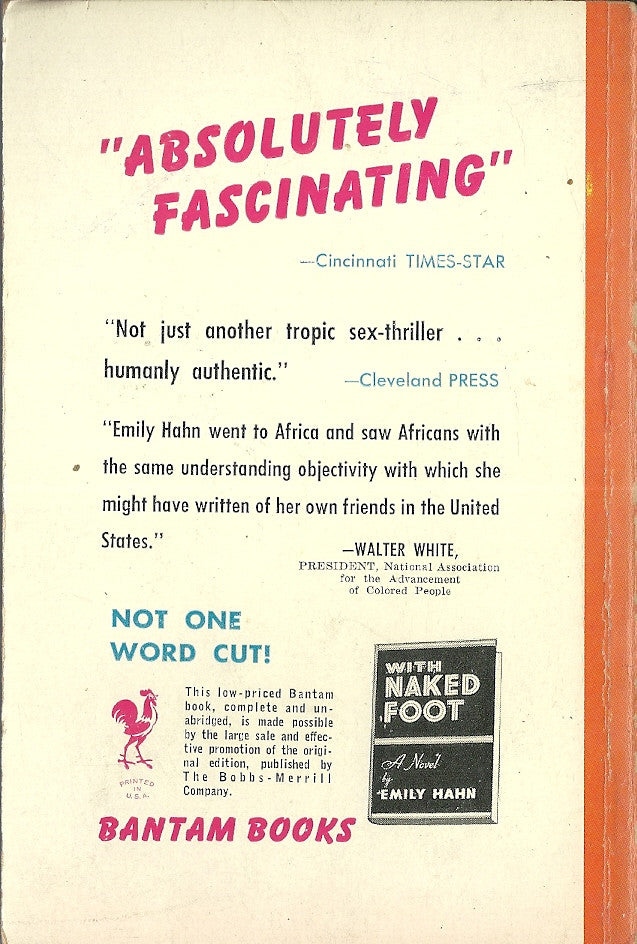 "ABSOLUTELY
FASCINATING"
—Cincinnati TIMES-STAR
"Not just another tropic sex-thriller . . .
humanly authentic."
—Cleveland PRESS
"Emily Hahn went to Africa and saw Africans with
the same understanding objectivity with which she
might have written of her own friends in the United
States."
—WALTER WHITE,
PRESIDENT, National Association
for the Advancement
of Colored People
NOT ONE
WORD CUT!
This low-priced Bantam
book, complete and un-
abridged, is made possible
by the large sale and effec-
tive promotion of the origi-
nal edition, published by
The Bobbs-Merrill
Company.
PRINTED
IN
U.S.A.
BANTAM BOOKS
WITH
NAKED
FOOT
A Novel
by
EMILY HAHN